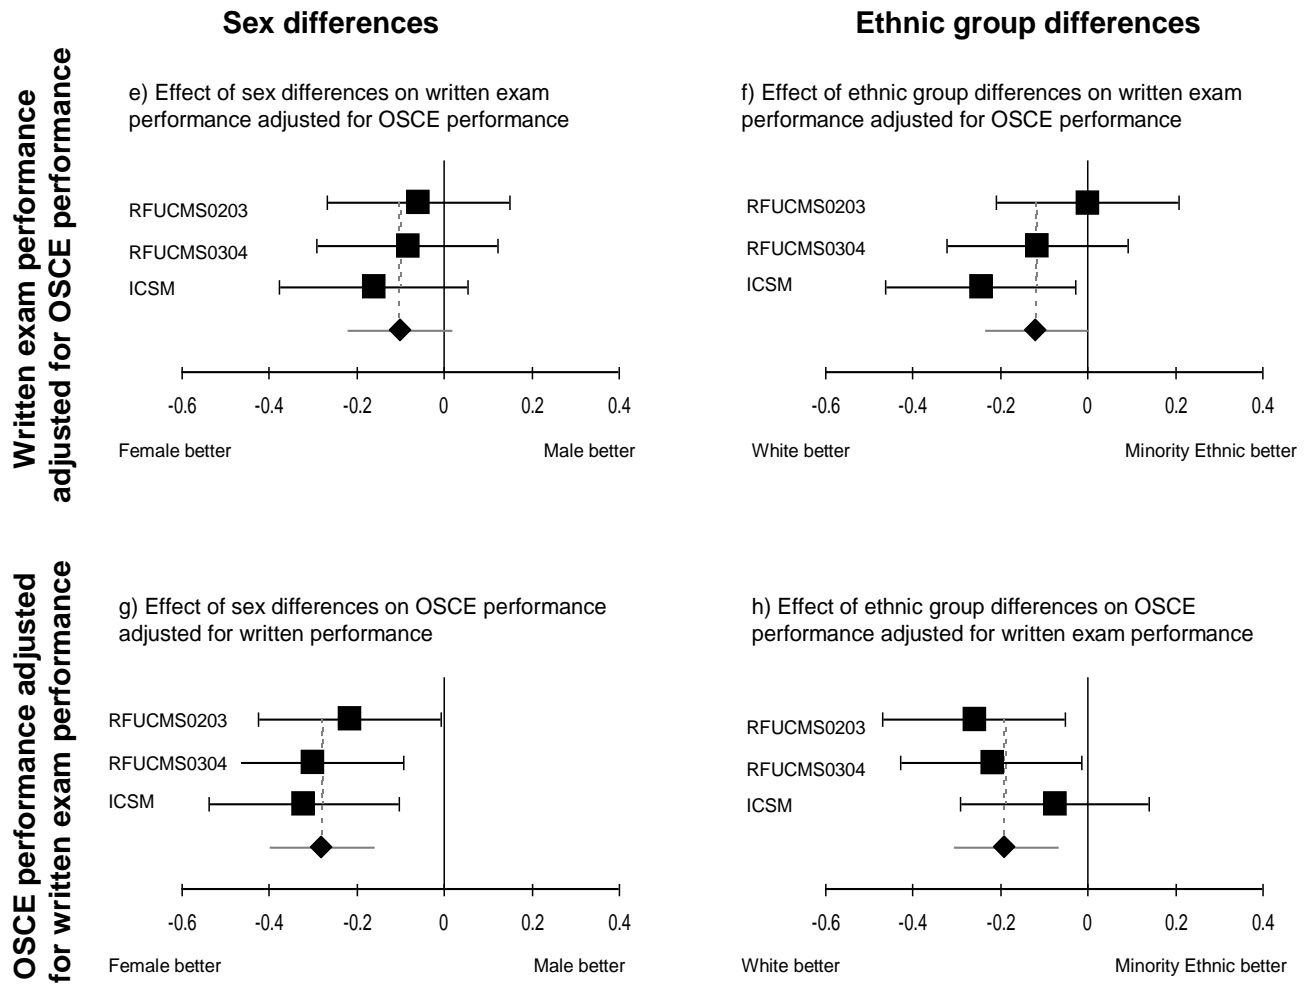 Sex differences
Ethnic group differences
Written exam performance
adjusted for OSCE performance
e) Effect of sex differences on written exam
performance adjusted for OSCE performance
RFUCMS0203
RFUCMS0304
ICSM
-0.6 -0.4 -0.2 0 0.2 0.4
Female better Male better
f) Effect of ethnic group differences on written exam
performance adjusted for OSCE performance
RFUCMS0203
RFUCMS0304
ICSM
-0.6 -0.4 -0.2 0 0.2 0.4
White better Minority Ethnic better
OSCE performance adjusted
for written exam performance
g) Effect of sex differences on OSCE performance
adjusted for written performance
RFUCMS0203
RFUCMS0304
ICSM
-0.6 -0.4 -0.2 0 0.2 0.4
Female better Male better
h) Effect of ethnic group differences on OSCE
performance adjusted for written exam performance
RFUCMS0203
RFUCMS0304
ICSM
-0.6 -0.4 -0.2 0 0.2 0.4
White better Minority Ethnic better